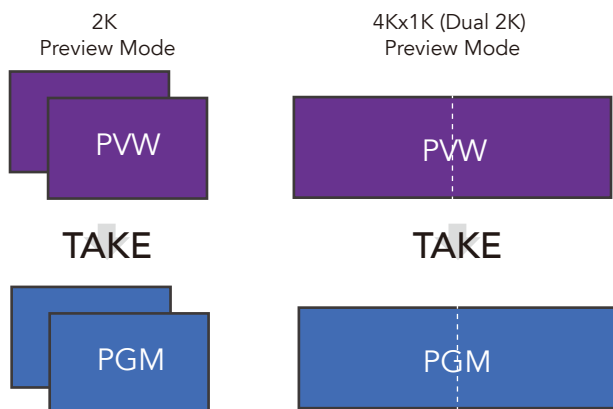 2K
Preview Mode
PVW
TAKE
PGM
4Kx1K (Dual 2K)
Preview Mode
PVW
TAKE
PGM